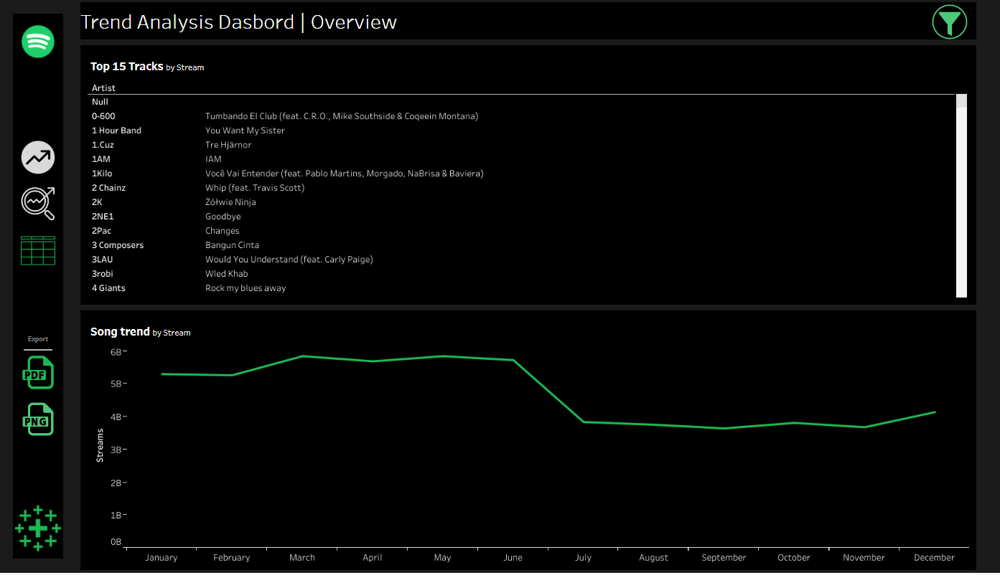 Trend Analysis Dasbord | Overview
Top 15 Tracks by Stream
Artist
Null
0-600 Tumbando El Club (feat. C.R.O., Mike Southside & Coqeein Montana)
1 Hour Band You Want My Sister
1.Cuz Tre Hjärnor
1AM IAM
1Kilo Você Vai Entender (feat. Pablo Martins, Morgado, NaBrisa & Baviera)
2 Chainz Whip (feat. Travis Scott)
2K Żółwie Ninja
2NE1 Goodbye
2Pac Changes
3 Composers Bangun Cinta
3LAU Would You Understand (feat. Carly Paige)
3robi Wled Khab
4 Giants Rock my blues away
Export
PDF
PNG
Song trend by Stream
Streams
6B
5B
4B
3B
2B
1B
0B
January February March April May June July August September October November December